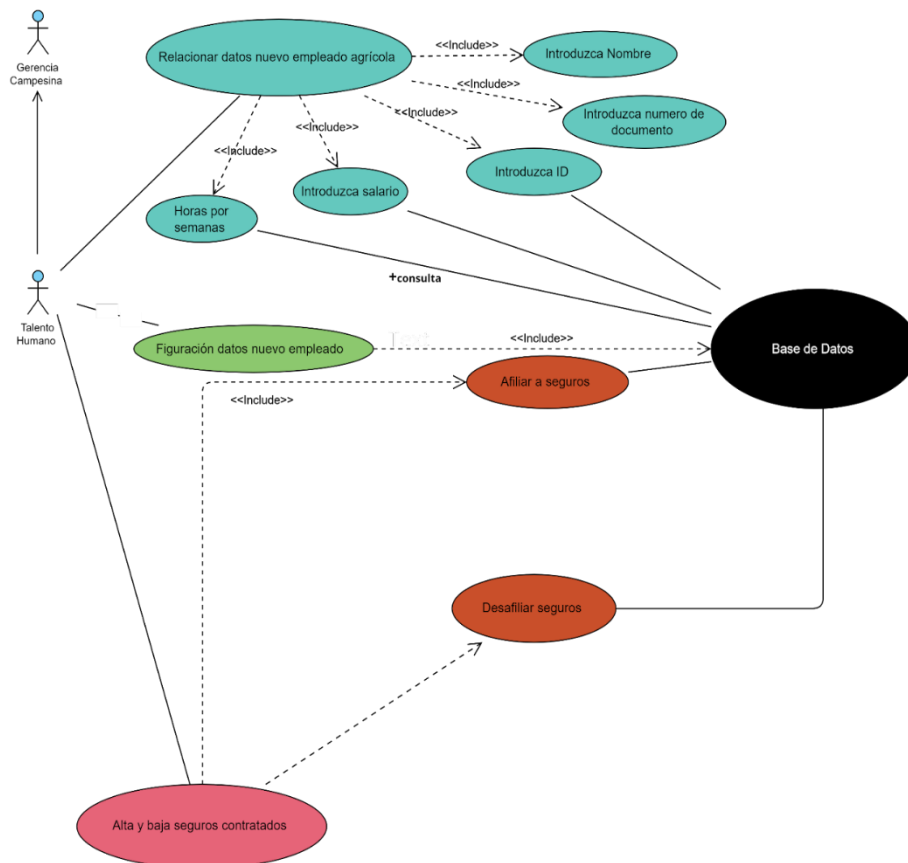 Gerencia
Campesina
Relacionar datos nuevo empleado agrícola
<<Include>>
Introduzca Nombre
<<Include>>
Introduzca numero de
documento
<<Include>>
<<Include>>
<<Include>>
Introduzca ID
Introduzca salario
Horas por
semanas
+consulta
Talento
Humano
Figuración datos nuevo empleado
<<Include>>
Base de Datos
Afiliar a seguros
<<Include>>
Desafiliar seguros
Alta y baja seguros contratados